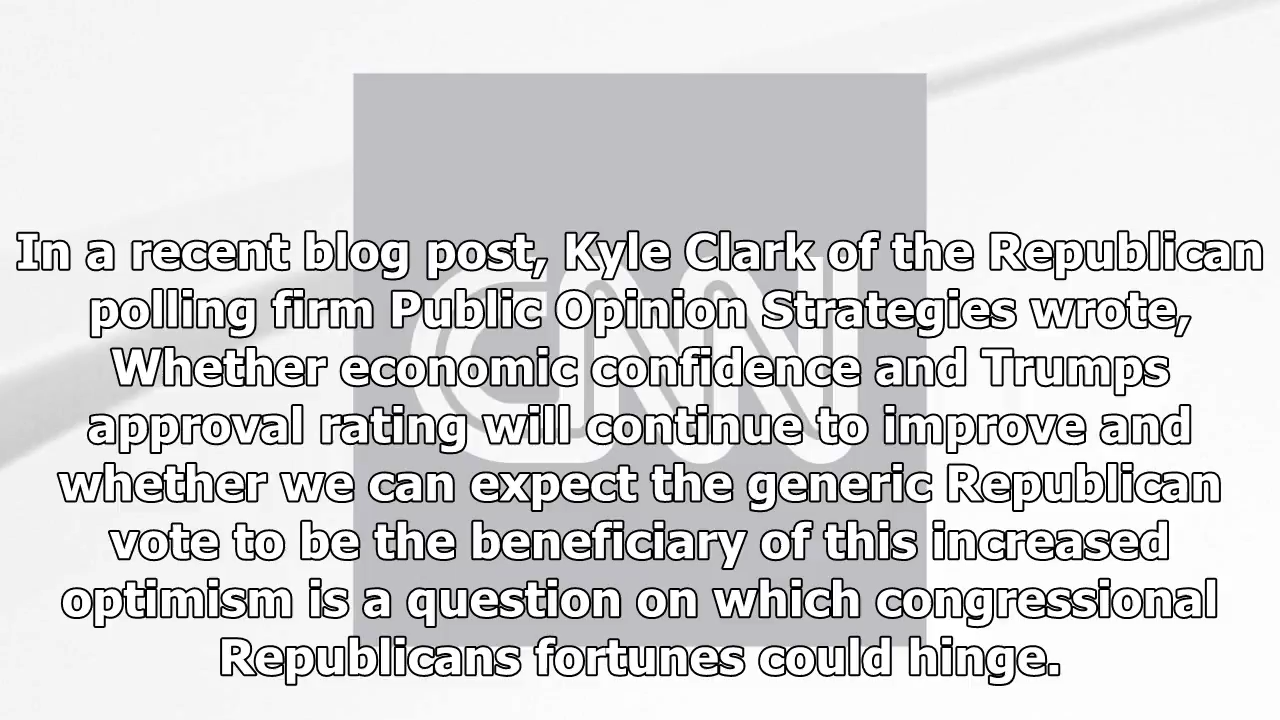 CNN
In a recent blog post, Kyle Clark of the Republican
polling firm Public Opinion Strategies wrote,
Whether economic confidence and Trumps
approval rating will continue to improve and
whether we can expect the generic Republican
vote to be the beneficiary of this increased
optimism is a question on which congressional
Republicans fortunes could hinge.